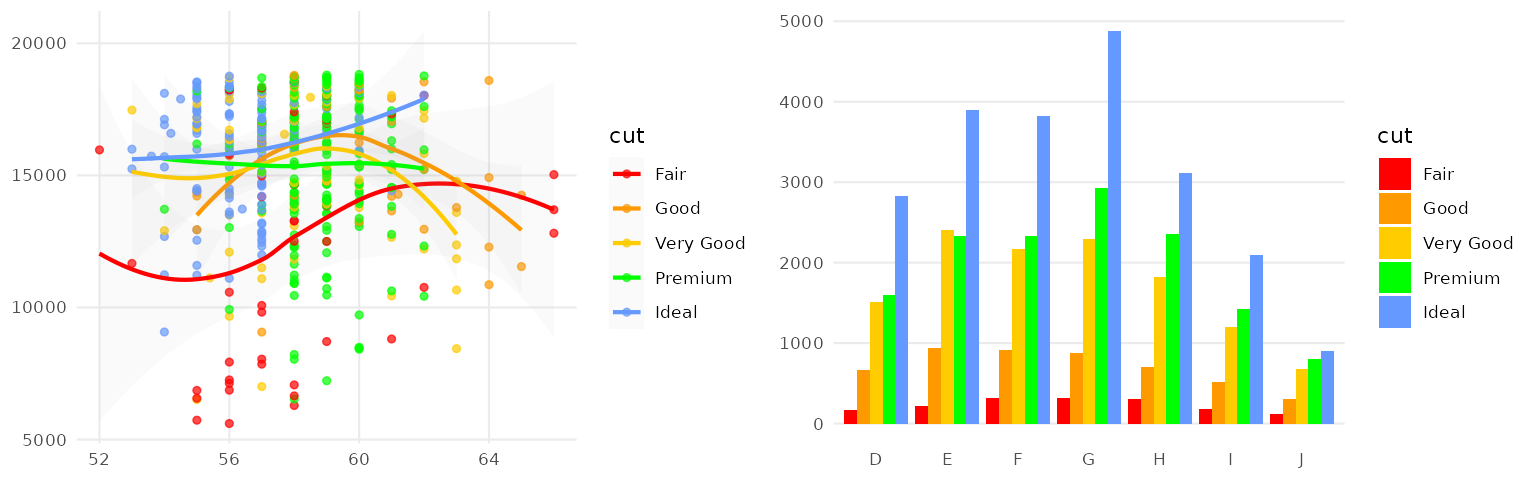 20000
15000
10000
5000
52 56 60 64
cut
Fair
Good
Very Good
Premium
Ideal
5000
4000
3000
2000
1000
0
D E F G H I J
cut
Fair
Good
Very Good
Premium
Ideal